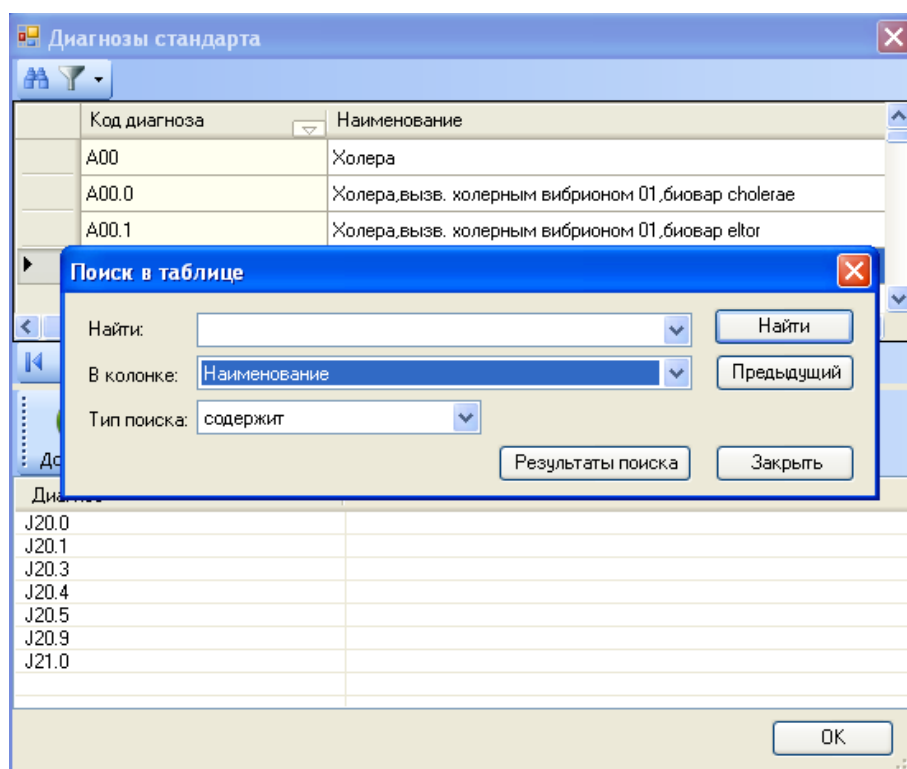 Диагнозы стандарта
Код диагноза Наименование
A00 Холера
A00.0 Холера,вызв. холерным вибрионом 01,биовар cholerae
A00.1 Холера,вызв. холерным вибрионом 01,биовар eltor
Поиск в таблице
Найти: Найти
В колонке: Наименование Предыдущий
Тип поиска: содержит
Результаты поиска Закрыть
J20.0
J20.1
J20.3
J20.4
J20.5
J20.9
J21.0
OK